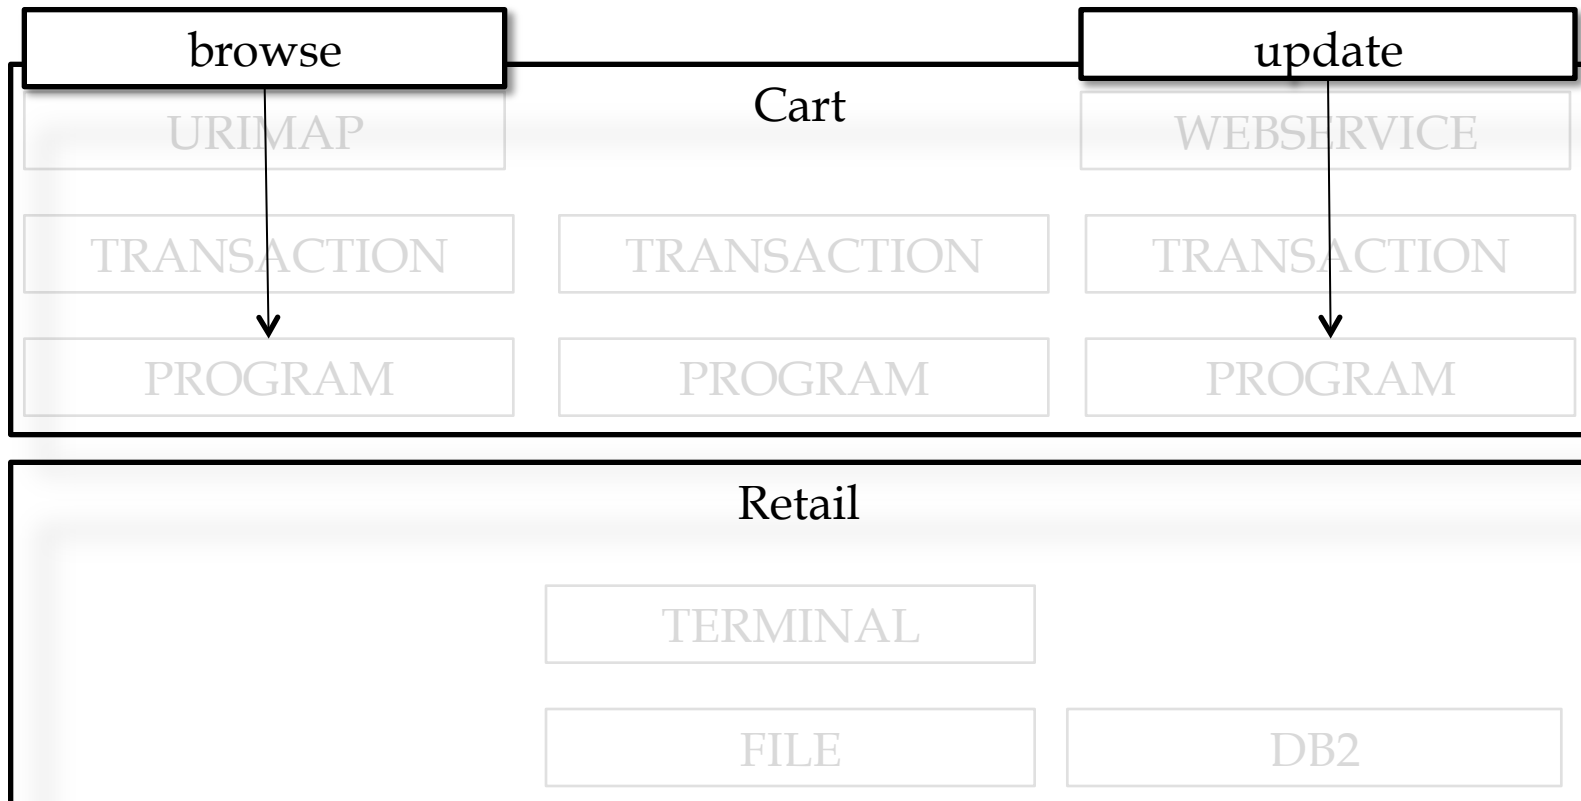 browse
update
Cart
URIMAP
WEBSERVICE
TRANSACTION
TRANSACTION
TRANSACTION
PROGRAM
PROGRAM
PROGRAM
Retail
TERMINAL
FILE
DB2